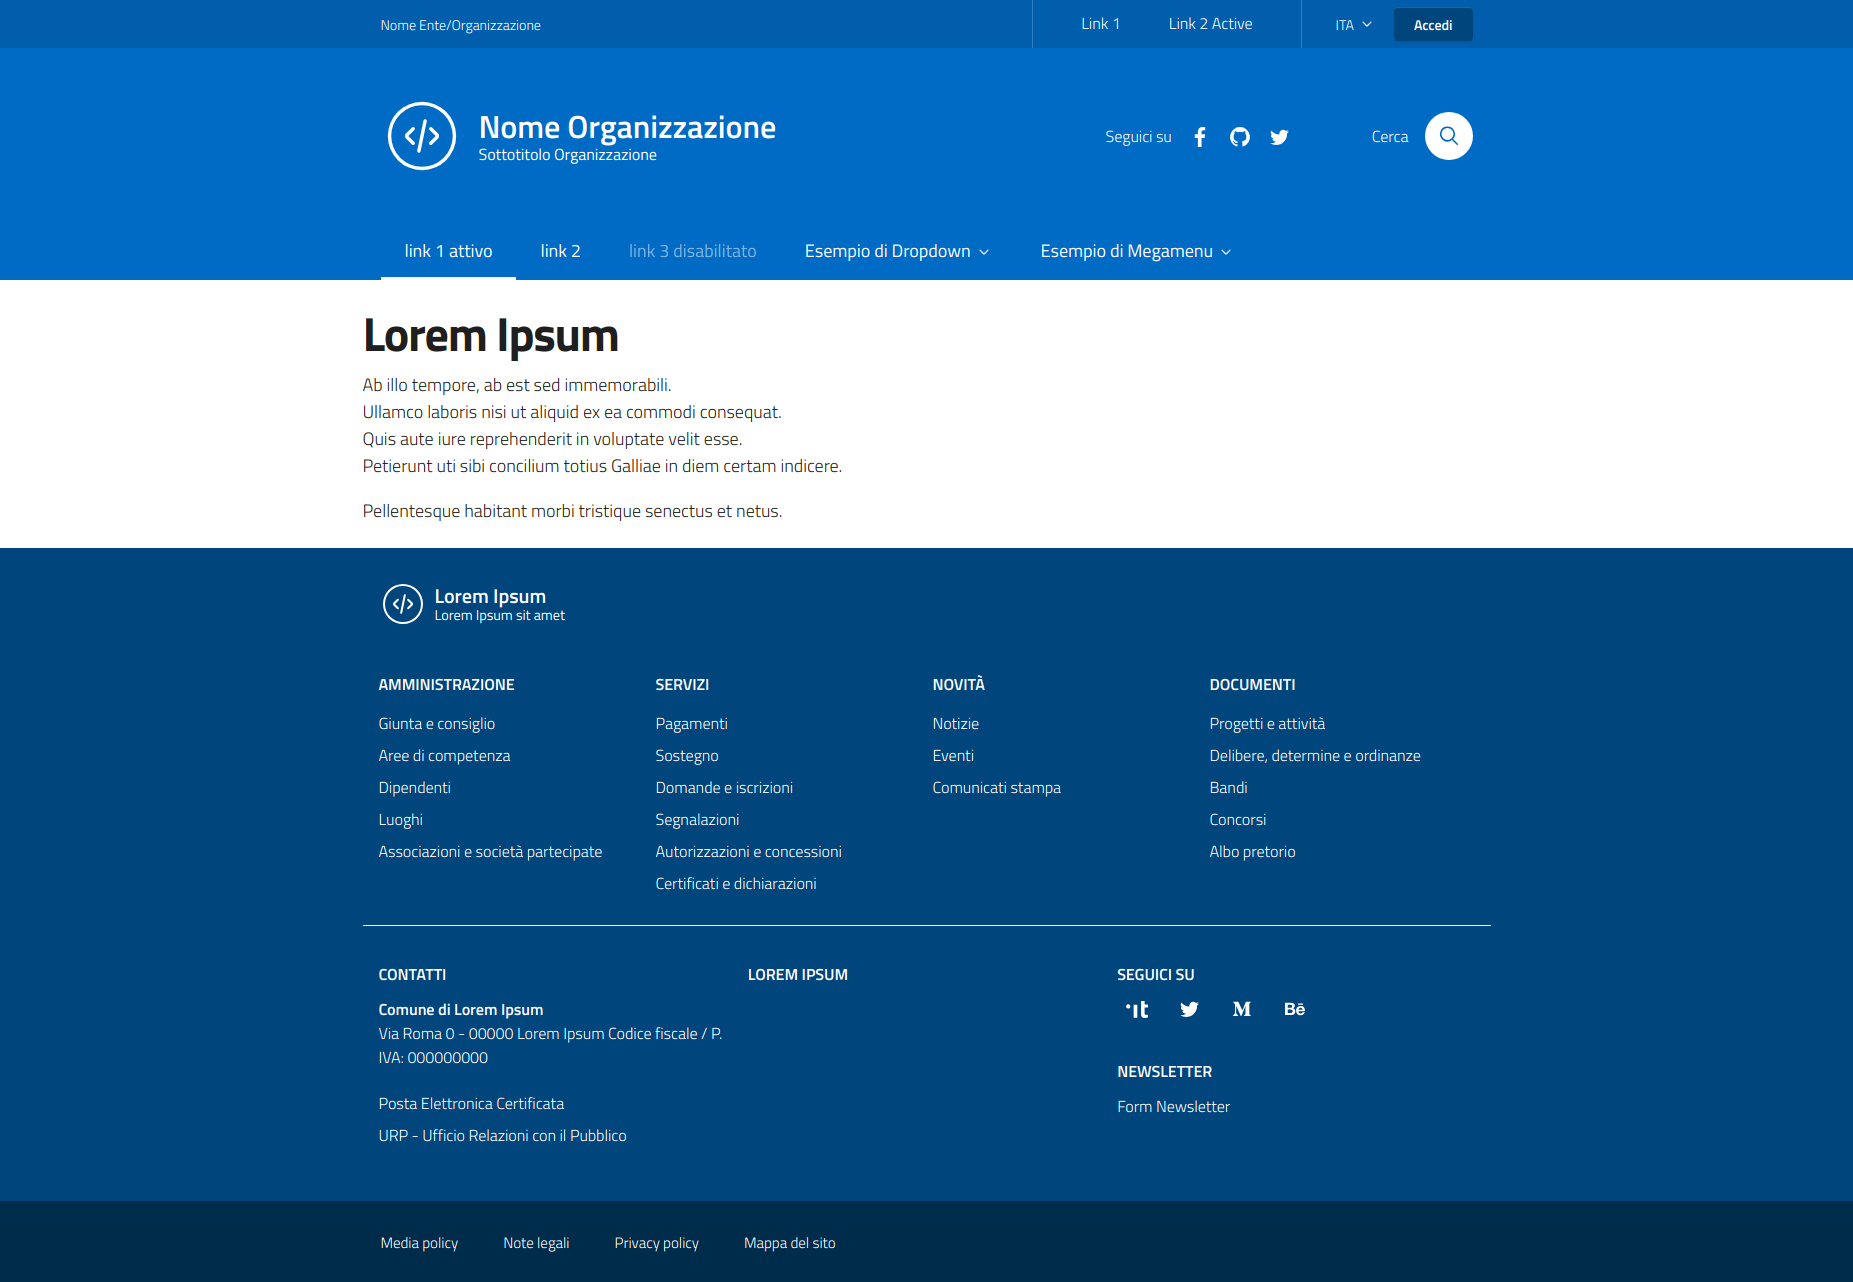 Nome Ente/Organizzazione
Link 1
Link 2 Active
ITA
Accedi
Nome Organizzazione
Sottotitolo Organizzazione
Seguici su
Cerca
link 1 attivo
link 2
link 3 disabilitato
Esempio di Dropdown
Esempio di Megamenu
Lorem Ipsum
Ab illo tempore, ab est sed immemorabili.
Ullamco laboris nisi ut aliquid ex ea commodi consequat.
Quis aute iure reprehenderit in voluptate velit esse.
Petierunt uti sibi concilium totius Galliae in diem certam indicere.
Pellentesque habitant morbi tristique senectus et netus.
Lorem Ipsum
Lorem Ipsum sit amet
AMMINISTRAZIONE
Giunta e consiglio
Aree di competenza
Dipendenti
Luoghi
Associazioni e società partecipate
SERVIZI
Pagamenti
Sostegno
Domande e iscrizioni
Segnalazioni
Autorizzazioni e concessioni
Certificati e dichiarazioni
NOVITÀ
Notizie
Eventi
Comunicati stampa
DOCUMENTI
Progetti e attività
Delibere, determine e ordinanze
Bandi
Concorsi
Albo pretorio
CONTATTI
Comune di Lorem Ipsum
Via Roma 0 - 00000 Lorem Ipsum Codice fiscale / P.
IVA: 000000000
Posta Elettronica Certificata
URP - Ufficio Relazioni con il Pubblico
LOREM IPSUM
SEGUICI SU
NEWSLETTER
Form Newsletter
Media policy
Note legali
Privacy policy
Mappa del sito